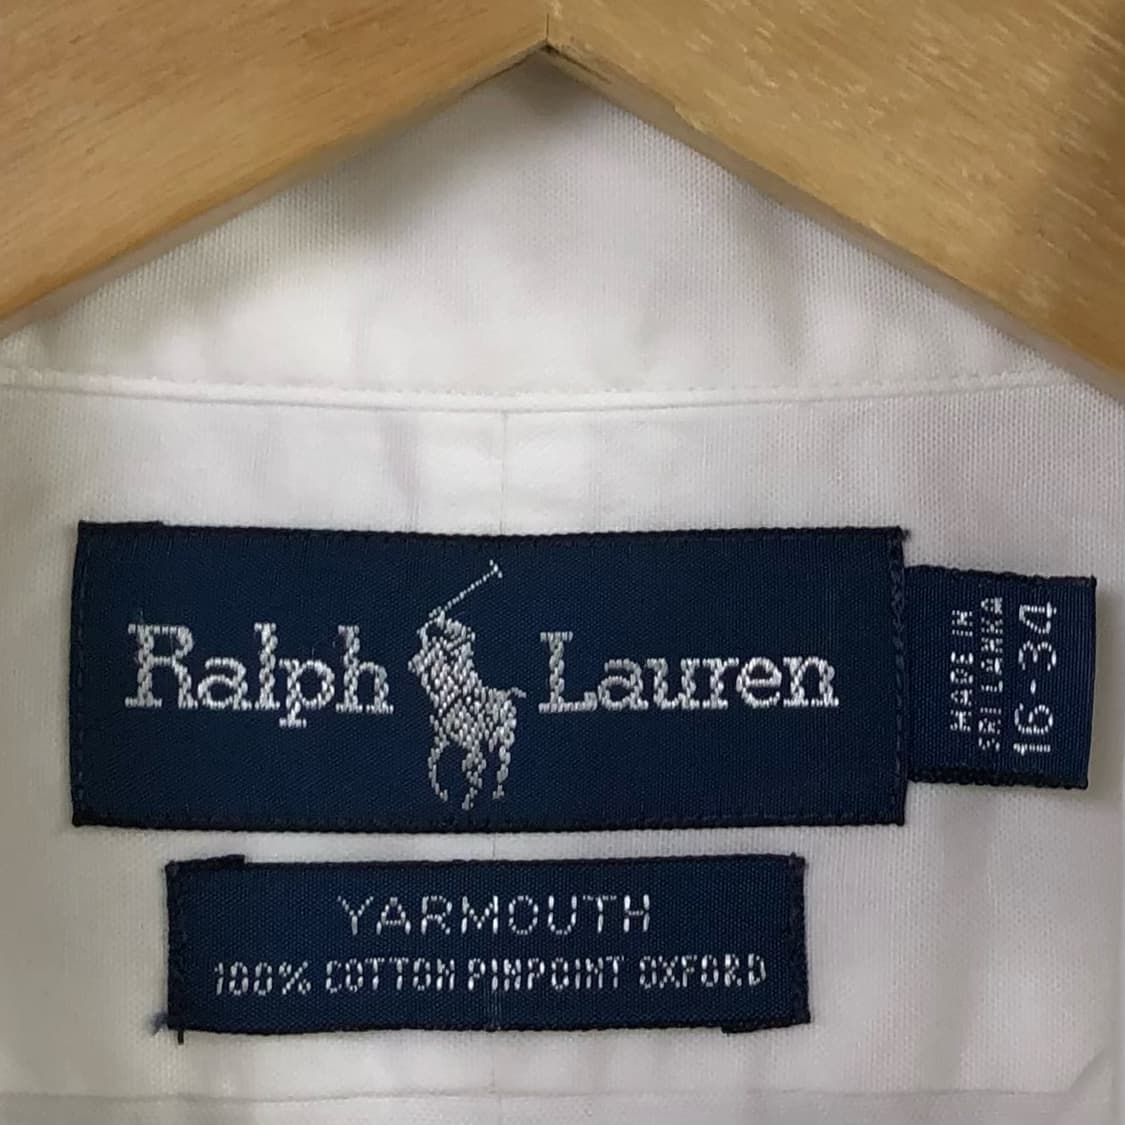 Ralph Lauren
MADE IN
SRI LANKA
16-34
YARMOUTH
100% COTTON PINPOINT OXFORD